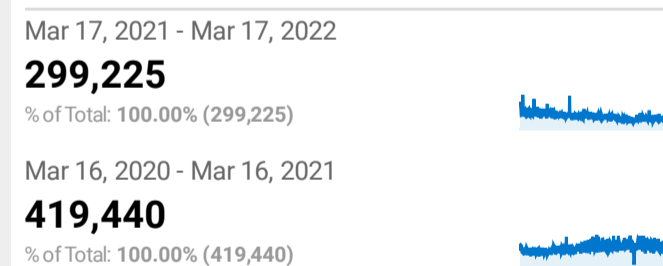 Mar 17, 2021 - Mar 17, 2022
299,225
% of Total: 100.00% (299,225)
Mar 16, 2020 - Mar 16, 2021
419,440
% of Total: 100.00% (419,440)